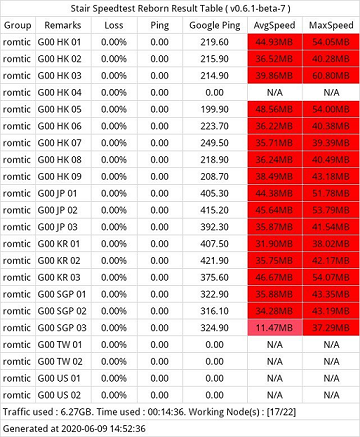 Stair Speedtest Reborn Result Table ( v0.6.1-beta-7 )
Group Remarks Loss Ping Google Ping AvgSpeed MaxSpeed
romtic G00 HK 01 0.00% 0.00 219.60 44.93MB 54.05MB
romtic G00 HK 02 0.00% 0.00 215.90 36.52MB 40.28MB
romtic G00 HK 03 0.00% 0.00 214.90 39.86MB 60.80MB
romtic G00 HK 04 0.00% 0.00 0.00 N/A N/A
romtic G00 HK 05 0.00% 0.00 199.90 48.56MB 54.00MB
romtic G00 HK 06 0.00% 0.00 223.70 36.22MB 40.38MB
romtic G00 HK 07 0.00% 0.00 249.50 35.71MB 39.39MB
romtic G00 HK 08 0.00% 0.00 218.90 36.24MB 40.49MB
romtic G00 HK 09 0.00% 0.00 208.70 38.49MB 43.18MB
romtic G00 JP 01 0.00% 0.00 405.30 44.38MB 51.78MB
romtic G00 JP 02 0.00% 0.00 415.20 45.64MB 53.79MB
romtic G00 JP 03 0.00% 0.00 392.30 35.87MB 41.54MB
romtic G00 KR 01 0.00% 0.00 407.50 31.90MB 38.02MB
romtic G00 KR 02 0.00% 0.00 421.90 35.75MB 42.17MB
romtic G00 KR 03 0.00% 0.00 375.60 46.67MB 54.07MB
romtic G00 SGP 01 0.00% 0.00 322.90 35.88MB 43.35MB
romtic G00 SGP 02 0.00% 0.00 316.10 34.28MB 43.19MB
romtic G00 SGP 03 0.00% 0.00 324.90 11.47MB 37.29MB
romtic G00 TW 01 0.00% 0.00 0.00 N/A N/A
romtic G00 TW 02 0.00% 0.00 0.00 N/A N/A
romtic G00 US 01 0.00% 0.00 0.00 N/A N/A
romtic G00 US 02 0.00% 0.00 0.00 N/A N/A
Traffic used : 6.27GB. Time used : 00:14:36. Working Node(s) : [17/22]
Generated at 2020-06-09 14:52:36